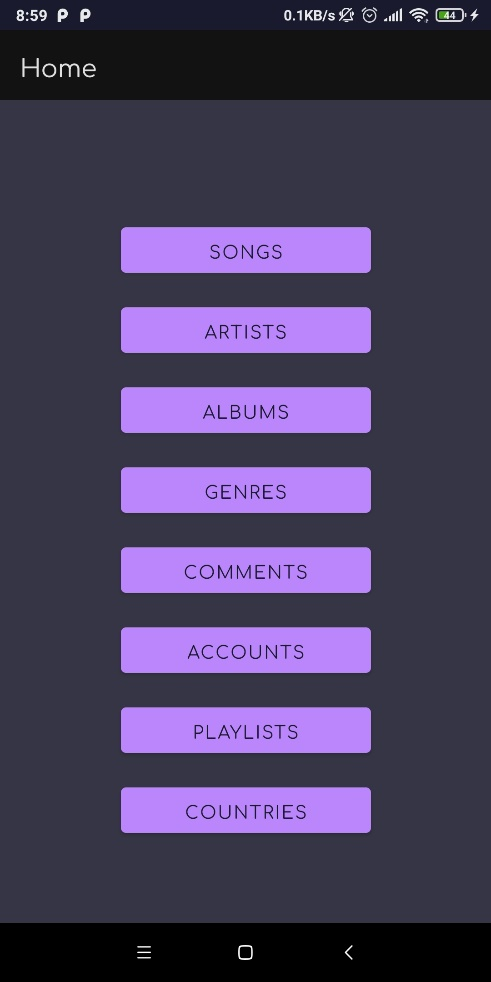 8:59 P P 0.1KB/s 44
Home
SONGS
ARTISTS
ALBUMS
GENRES
COMMENTS
ACCOUNTS
PLAYLISTS
COUNTRIES